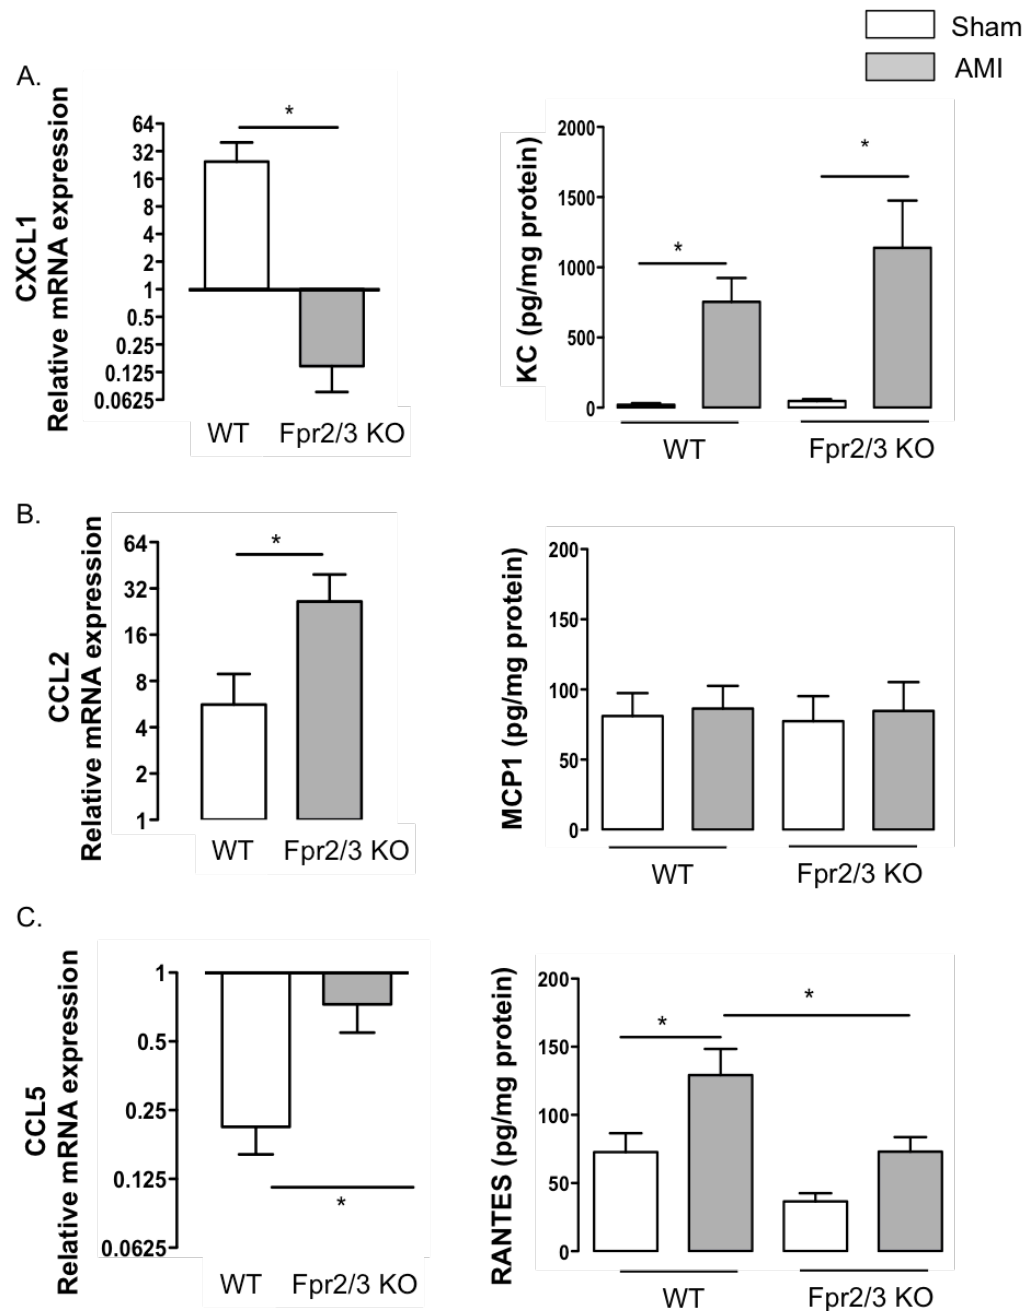 Sham
AMI
A.
CXCL1
Relative mRNA expression
64
32
16
8
4
2
1
0.5
0.25
0.125
0.0625
*
WT Fpr2/3 KO
KC (pg/mg protein)
2000
1500
1000
500
0
*
*
WT Fpr2/3 KO
B.
CCL2
Relative mRNA expression
64
32
16
8
4
2
1
*
WT Fpr2/3 KO
MCP1 (pg/mg protein)
200
150
100
50
0
WT Fpr2/3 KO
C.
CCL5
Relative mRNA expression
1
0.5
0.25
0.125
0.0625
*
WT Fpr2/3 KO
RANTES (pg/mg protein)
200
150
100
50
0
*
*
WT Fpr2/3 KO